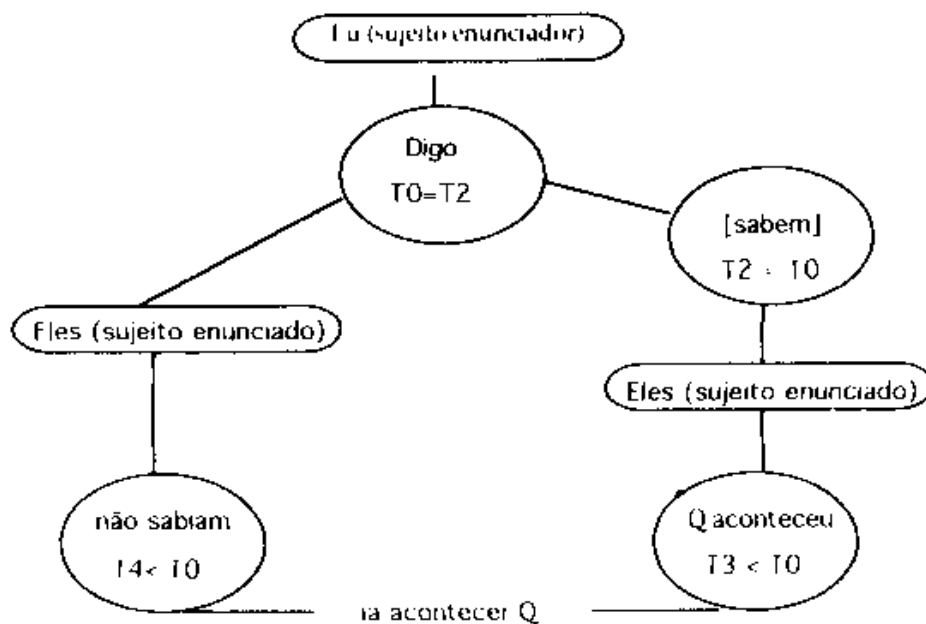 Eu (sujeito enunciador)
Digo
T0=T2
[sabem]
T2 = T0
Eles (sujeito enunciado)
Eles (sujeito enunciado)
não sabiam
T4< T0
Q aconteceu
T3 < T0
ia acontecer Q